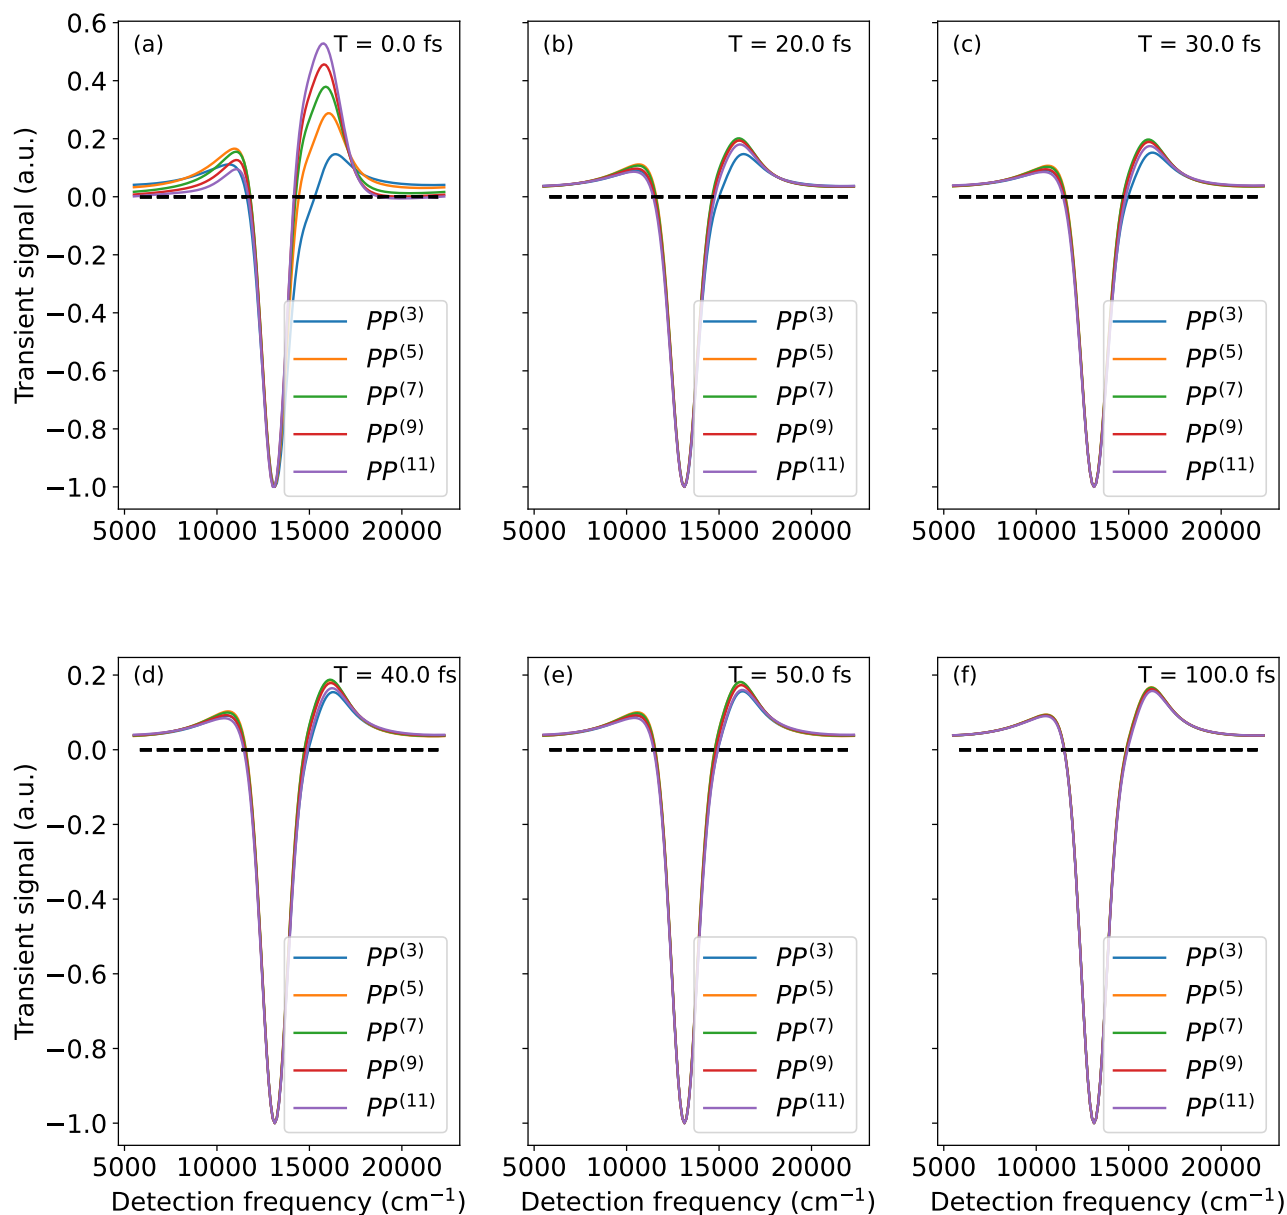 (a) T = 0.0 fs
Transient signal (a.u.)
0.6
0.4
0.2
0.0
−0.2
−0.4
−0.6
−0.8
−1.0
PP(3)
PP(5)
PP(7)
PP(9)
PP(11)
5000 10000 15000 20000
(b) T = 20.0 fs
PP(3)
PP(5)
PP(7)
PP(9)
PP(11)
5000 10000 15000 20000
(c) T = 30.0 fs
PP(3)
PP(5)
PP(7)
PP(9)
PP(11)
5000 10000 15000 20000
(d) T = 40.0 fs
Transient signal (a.u.)
0.2
0.0
−0.2
−0.4
−0.6
−0.8
−1.0
PP(3)
PP(5)
PP(7)
PP(9)
PP(11)
5000 10000 15000 20000
Detection frequency (cm−1)
(e) T = 50.0 fs
PP(3)
PP(5)
PP(7)
PP(9)
PP(11)
5000 10000 15000 20000
Detection frequency (cm−1)
(f) T = 100.0 fs
PP(3)
PP(5)
PP(7)
PP(9)
PP(11)
5000 10000 15000 20000
Detection frequency (cm−1)